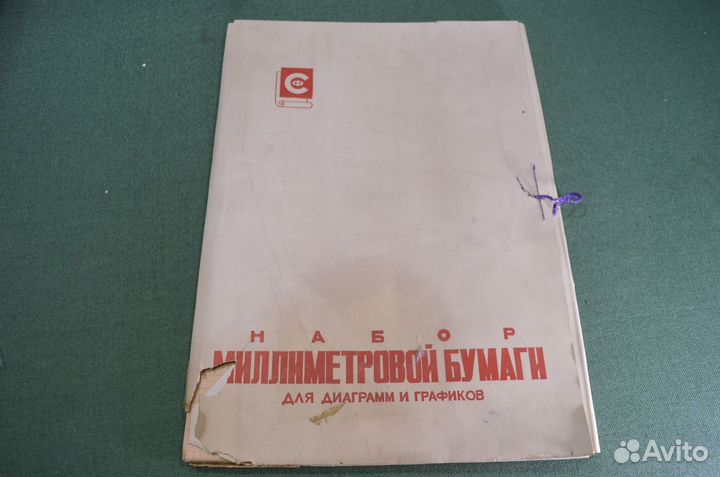 С
НАБОР
МИЛЛИМЕТРОВОЙ БУМАГИ
ДЛЯ ДИАГРАММ И ГРАФИКОВ
Avito